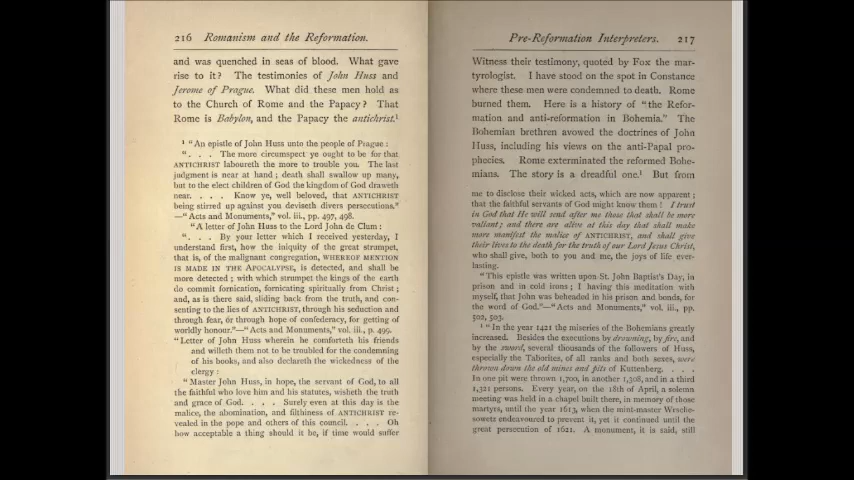 216 Romanism and the Reformation.
and was quenched in seas of blood. What gave
rise to it? The testimonies of John Huss and
Jerome of Prague. What did these men hold as
to the Church of Rome and the Papacy? That
Rome is Babylon, and the Papacy the antichrist.¹
¹ "An epistle of John Huss unto the people of Prague:
". . . The more circumspect ye ought to be for that
ANTICHRIST laboureth the more to trouble you. The last
judgment is near at hand; death shall swallow up many,
but to the elect children of God the kingdom of God draweth
near. . . . Know ye, well beloved, that ANTICHRIST
being stirred up against you deviseth divers persecutions."
—"Acts and Monuments," vol. iii., pp. 497, 498.
"A letter of John Huss to the Lord John de Clum:
". . . By your letter which I received yesterday, I
understand first, how the iniquity of the great strumpet,
that is, of the malignant congregation, WHEREOF MENTION
IS MADE IN THE APOCALYPSE, is detected, and shall be
more detected; with which strumpet the kings of the earth
do commit fornication, fornicating spiritually from Christ;
and, as is there said, sliding back from the truth, and con-
senting to the lies of ANTICHRIST, through his seduction and
through fear, or through hope of confederacy, for getting of
worldly honour."—"Acts and Monuments," vol. iii., p. 499.
"Letter of John Huss wherein he comforteth his friends
and willeth them not to be troubled for the condemning
of his books, and also declareth the wickedness of the
clergy:
"Master John Huss, in hope, the servant of God, to all
the faithful who love him and his statutes, wisheth the truth
and grace of God. . . . Surely even at this day is the
malice, the abomination, and filthiness of ANTICHRIST re-
vealed in the pope and others of this council. . . . Oh
how acceptable a thing should it be, if time would suffer
Pre-Reformation Interpreters. 217
Witness their testimony, quoted by Fox the mar-
tyrologist. I have stood on the spot in Constance
where these men were condemned to death. Rome
burned them. Here is a history of "the Refor-
mation and anti-reformation in Bohemia." The
Bohemian brethren avowed the doctrines of John
Huss, including his views on the anti-Papal pro-
phecies. Rome exterminated the reformed Bohe-
mians. The story is a dreadful one.¹ But from
me to disclose their wicked acts, which are now apparent;
that the faithful servants of God might know them! I trust
in God that He will send after me those that shall be more
valiant; and there are alive at this day that shall make
more manifest the malice of ANTICHRIST, and shall give
their lives to the death for the truth of our Lord Jesus Christ,
who shall give, both to you and me, the joys of life ever-
lasting.
"This epistle was written upon St. John Baptist's Day, in
prison and in cold irons; I having this meditation with
myself, that John was beheaded in his prison and bonds, for
the word of God."—"Acts and Monuments," vol. iii., pp.
502, 503.
¹ "In the year 1421 the miseries of the Bohemians greatly
increased. Besides the executions by drowning, by fire, and
by the sword, several thousands of the followers of Huss,
especially the Taborites, of all ranks and both sexes, were
thrown down the old mines and pits of Kuttenberg. . . .
In one pit were thrown 1,700, in another 1,308, and in a third
1,321 persons. Every year, on the 18th of April, a solemn
meeting was held in a chapel built there, in memory of those
martyrs, until the year 1613, when the mint-master Wrsche-
sowetz endeavoured to prevent it, yet it continued until the
great persecution of 1621. A monument, it is said, still